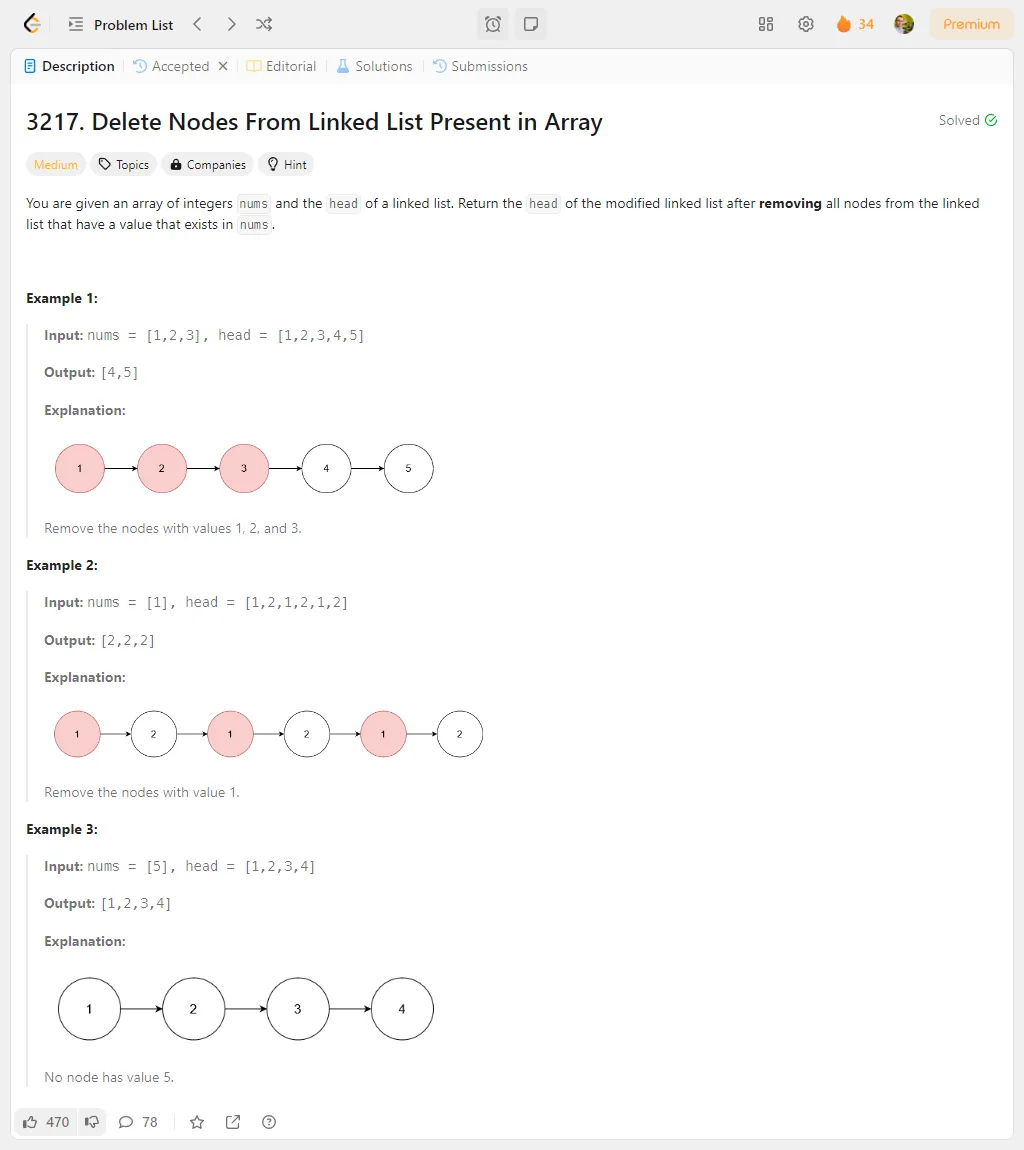 Problem List
34
Premium
Description
Accepted
Editorial
Solutions
Submissions
3217. Delete Nodes From Linked List Present in Array
Solved
Medium
Topics
Companies
Hint
You are given an array of integers nums and the head of a linked list. Return the head of the modified linked list after removing all nodes from the linked
list that have a value that exists in nums.
Example 1:
Input: nums = [1,2,3], head = [1,2,3,4,5]
Output: [4,5]
Explanation:
1 2 3 4 5
Remove the nodes with values 1, 2, and 3.
Example 2:
Input: nums = [1], head = [1,2,1,2,1,2]
Output: [2,2,2]
Explanation:
1 2 1 2 1 2
Remove the nodes with value 1.
Example 3:
Input: nums = [5], head = [1,2,3,4]
Output: [1,2,3,4]
Explanation:
1 2 3 4
No node has value 5.
470
78